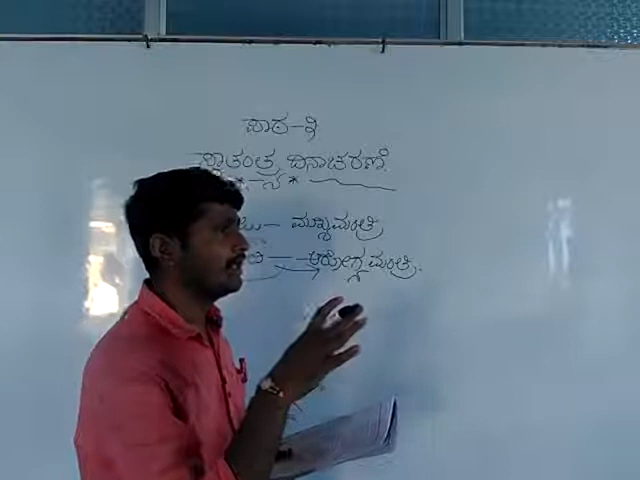 ಪಾಠ-೩
ಸ್ವಾತಂತ್ರ್ಯ ದಿನಾಚರಣೆ
ಮುಖ್ಯಮಂತ್ರಿ
ಆರೋಗ್ಯ ಮಂತ್ರಿ.